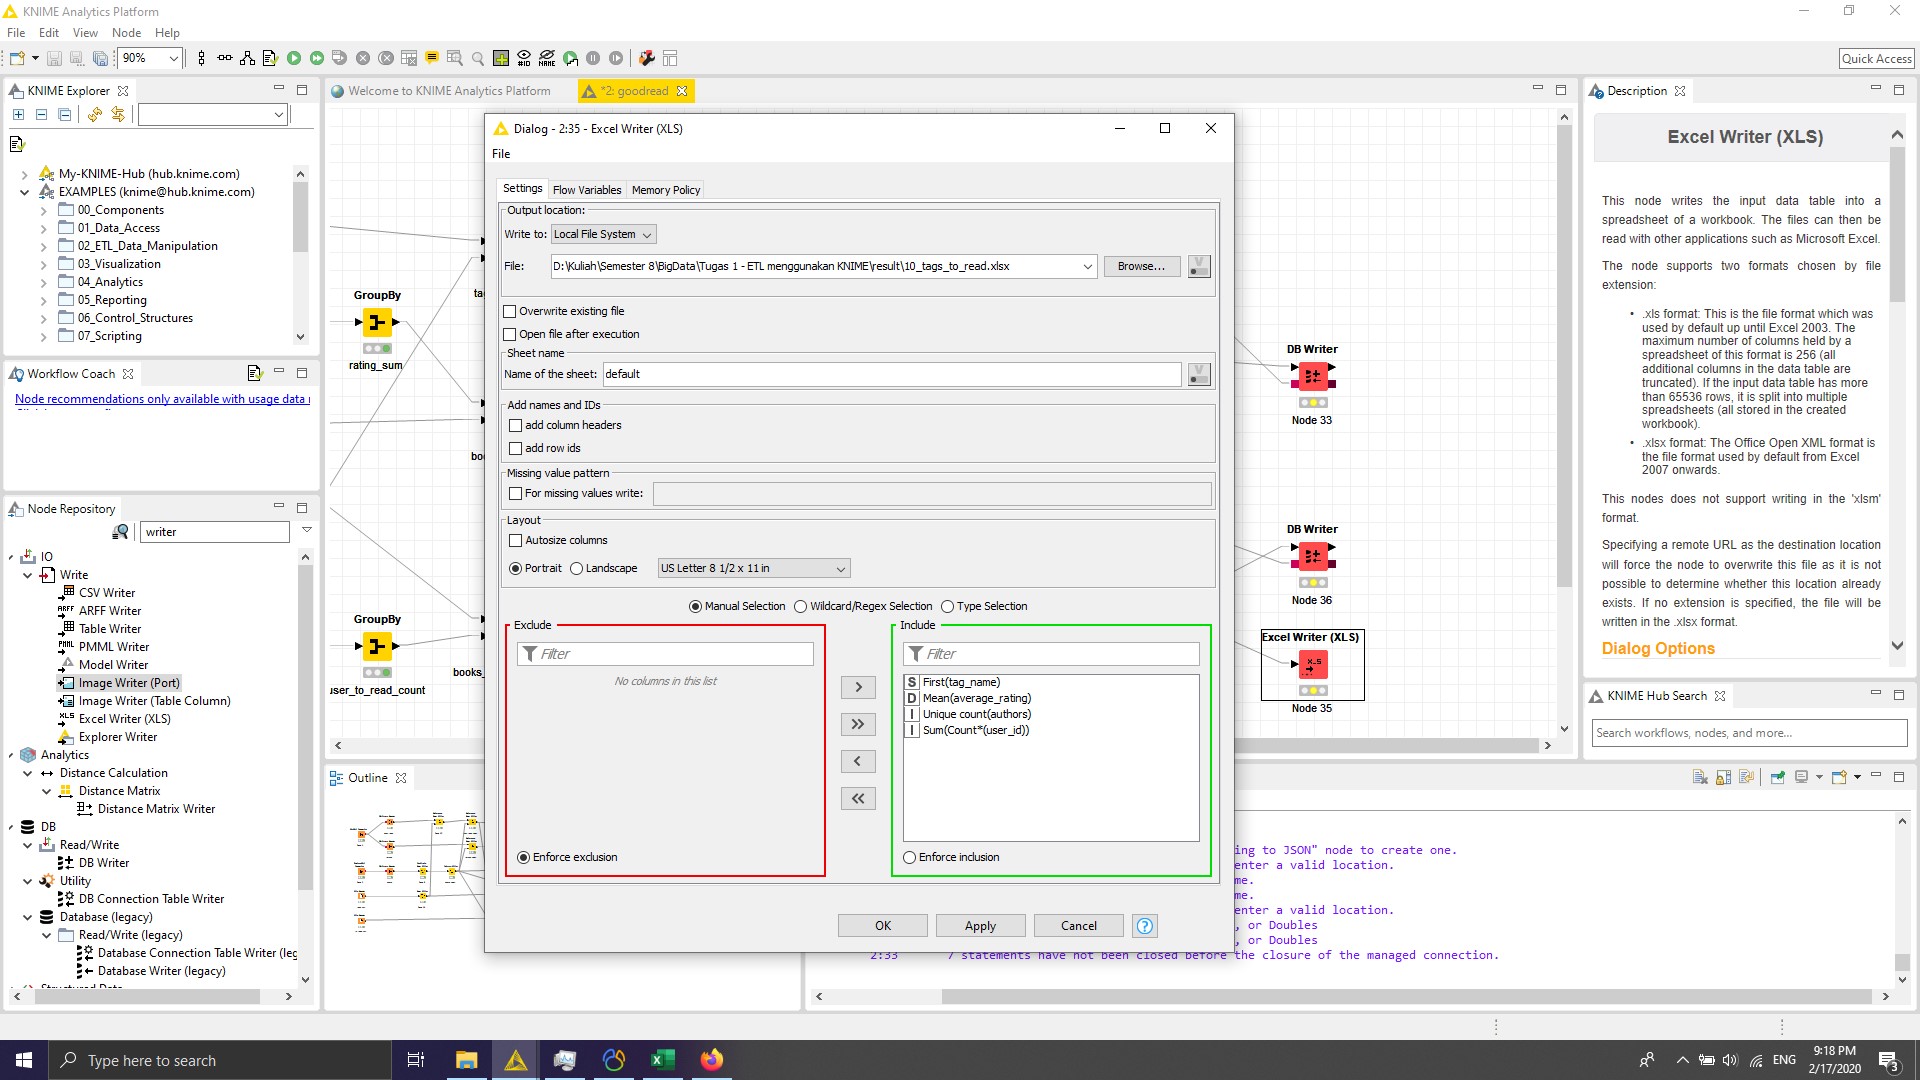 KNIME Analytics Platform
File Edit View Node Help
90%
Quick Access
KNIME Explorer
My-KNIME-Hub (hub.knime.com)
EXAMPLES (knime@hub.knime.com)
00_Components
01_Data_Access
02_ETL_Data_Manipulation
03_Visualization
04_Analytics
05_Reporting
06_Control_Structures
07_Scripting
Workflow Coach
Node recommendations only available with usage data
Node Repository
writer
IO
Write
CSV Writer
ARFF Writer
Table Writer
PMML Writer
Model Writer
Image Writer (Port)
Image Writer (Table Column)
Excel Writer (XLS)
Explorer Writer
Analytics
Distance Calculation
Distance Matrix
Distance Matrix Writer
DB
Read/Write
DB Writer
Utility
DB Connection Table Writer
Database (legacy)
Read/Write (legacy)
Database Connection Table Writer (leg
Database Writer (legacy)
Structured Data
Welcome to KNIME Analytics Platform
*2: goodread
GroupBy
rating_sum
GroupBy
user_to_read_count
tag
boo
books_
Dialog - 2:35 - Excel Writer (XLS)
File
Settings Flow Variables Memory Policy
Output location:
Write to: Local File System
File: D:\Kuliah\Semester 8\BigData\Tugas 1 - ETL menggunakan KNIME\result\10_tags_to_read.xlsx Browse...
Overwrite existing file
Open file after execution
Sheet name
Name of the sheet: default
Add names and IDs
add column headers
add row ids
Missing value pattern
For missing values write:
Layout
Autosize columns
Portrait Landscape US Letter 8 1/2 x 11 in
Manual Selection Wildcard/Regex Selection Type Selection
Exclude
Filter
No columns in this list
Enforce exclusion
Include
Filter
S First(tag_name)
D Mean(average_rating)
I Unique count(authors)
I Sum(Count*(user_id))
Enforce inclusion
OK Apply Cancel
DB Writer
Node 33
DB Writer
Node 36
Excel Writer (XLS)
Node 35
Outline
ing to JSON" node to create one.
enter a valid location.
me.
me.
enter a valid location.
, or Doubles
, or Doubles
2:33 7 statements have not been closed before the closure of the managed connection.
Description
Excel Writer (XLS)
This node writes the input data table into a
spreadsheet of a workbook. The files can then be
read with other applications such as Microsoft Excel.
The node supports two formats chosen by file
extension:
• .xls format: This is the file format which was
used by default up until Excel 2003. The
maximum number of columns held by a
spreadsheet of this format is 256 (all
additional columns in the data table are
truncated). If the input data table has more
than 65536 rows, it is split into multiple
spreadsheets (all stored in the created
workbook).
• .xlsx format: The Office Open XML format is
the file format used by default from Excel
2007 onwards.
This nodes does not support writing in the 'xlsm'
format.
Specifying a remote URL as the destination location
will force the node to overwrite this file as it is not
possible to determine whether this location already
exists. If no extension is specified, the file will be
written in the .xlsx format.
Dialog Options
KNIME Hub Search
Search workflows, nodes, and more...
Type here to search
ENG
9:18 PM
2/17/2020
3